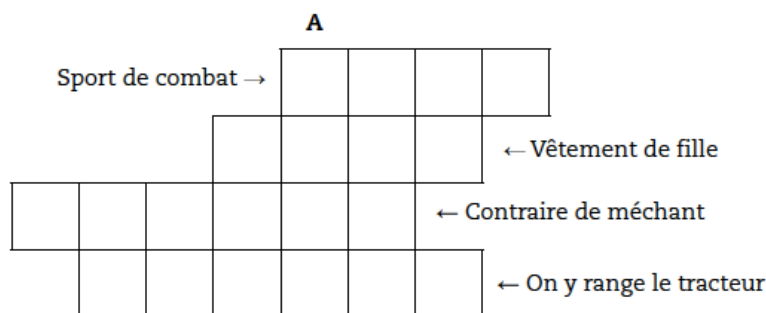 A
Sport de combat →
← Vêtement de fille
← Contraire de méchant
← On y range le tracteur